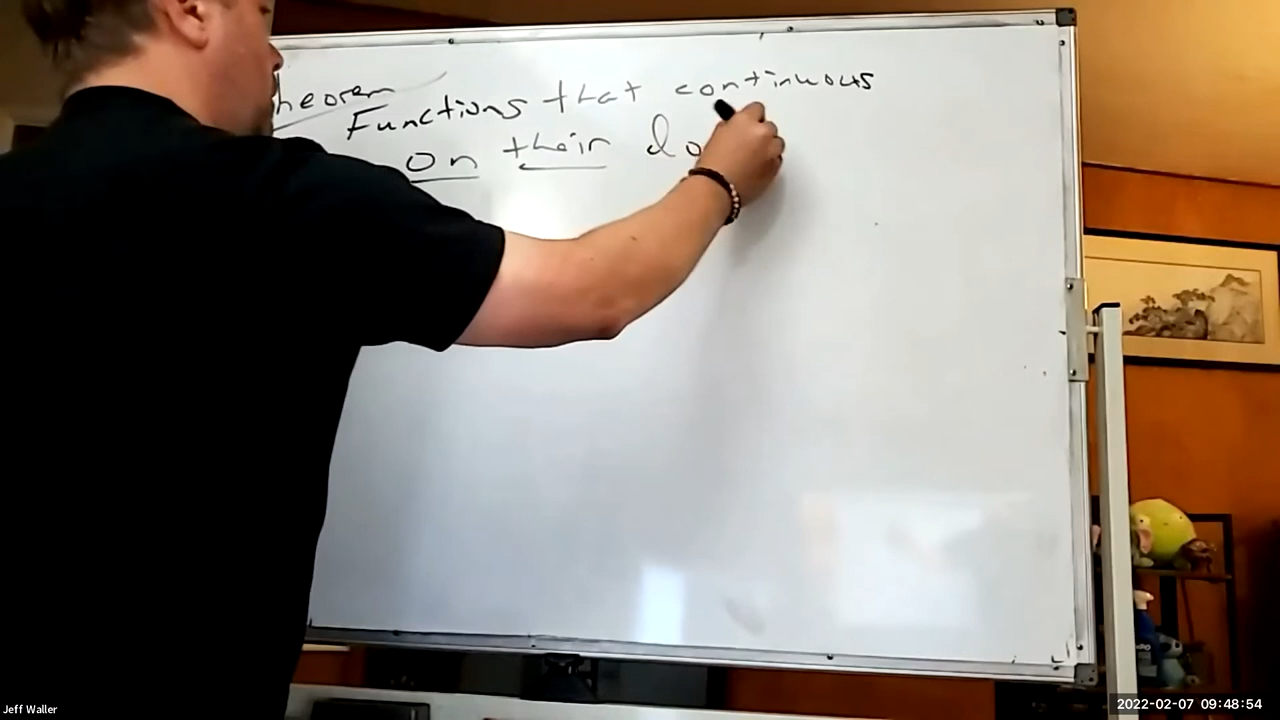 heorem
Functions that continuous
on their do
Jeff Waller
2022-02-07 09:48:54